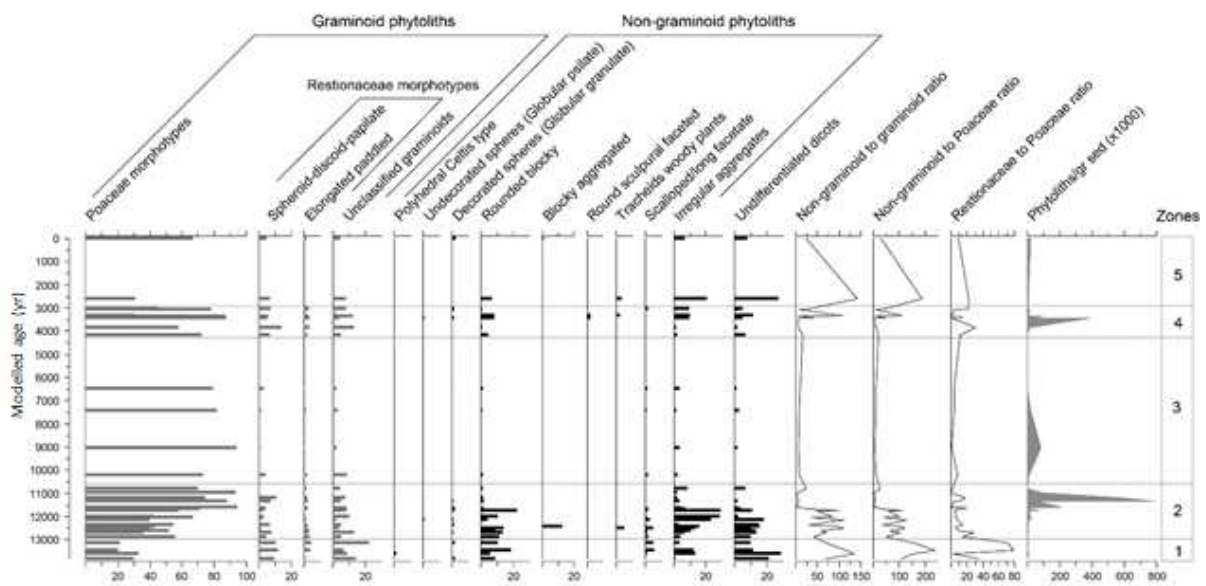 Graminoid phytoliths
Non-graminoid phytoliths
Restionaceae morphotypes
Poaceae morphotypes
Spheroid-discoid-papilate
Elongated paddled
Unclassified graminoids
Polyhedral Celtis type
Undecorated spheres (Globular psilate)
Decorated spheres (Globular granulate)
Rounded blocky
Blocky aggregated
Round sculpural faceted
Tracheids woody plants
Scalloped/long facetate
Irregular aggregates
Undifferentiated dicots
Non-graminoid to graminoid ratio
Non-graminoid to Poaceae ratio
Restionaceae to Poaceae ratio
Phytoliths/gr sed (x1000)
Zones
Modelled age (yr)
0
1000
2000
3000
4000
5000
6000
7000
8000
9000
10000
11000
12000
13000
5
4
3
2
1
20 40 60 80 100 20 20 20 20 20 20 50 100 150 100 200 20 40 60 80 200 400 600 800